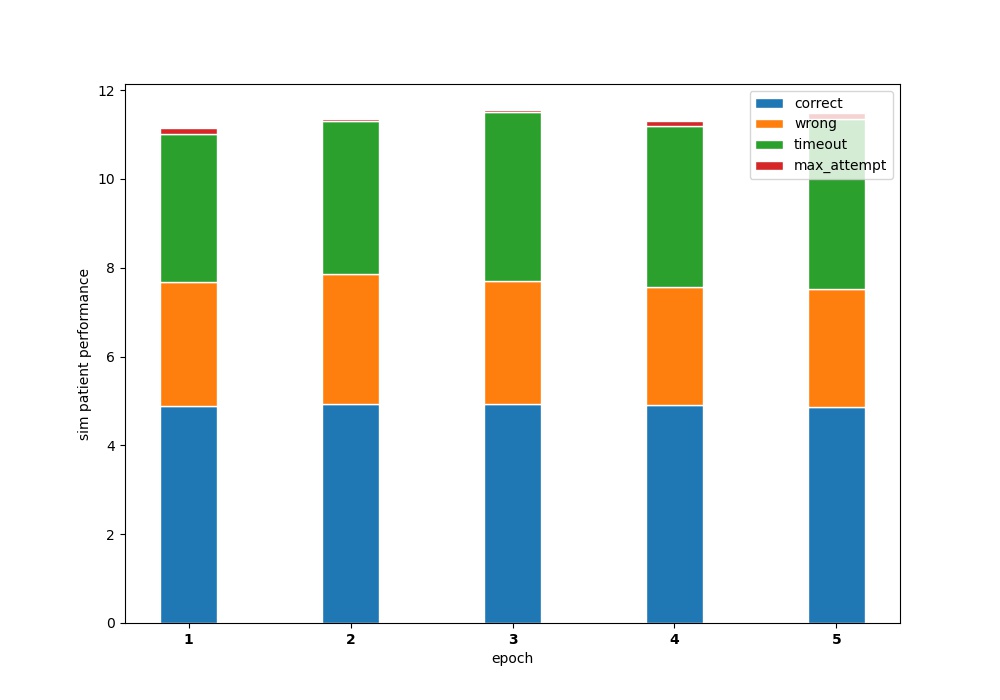 12
10
8
6
4
2
0
sim patient performance
correct
wrong
timeout
max_attempt
1 2 3 4 5
epoch